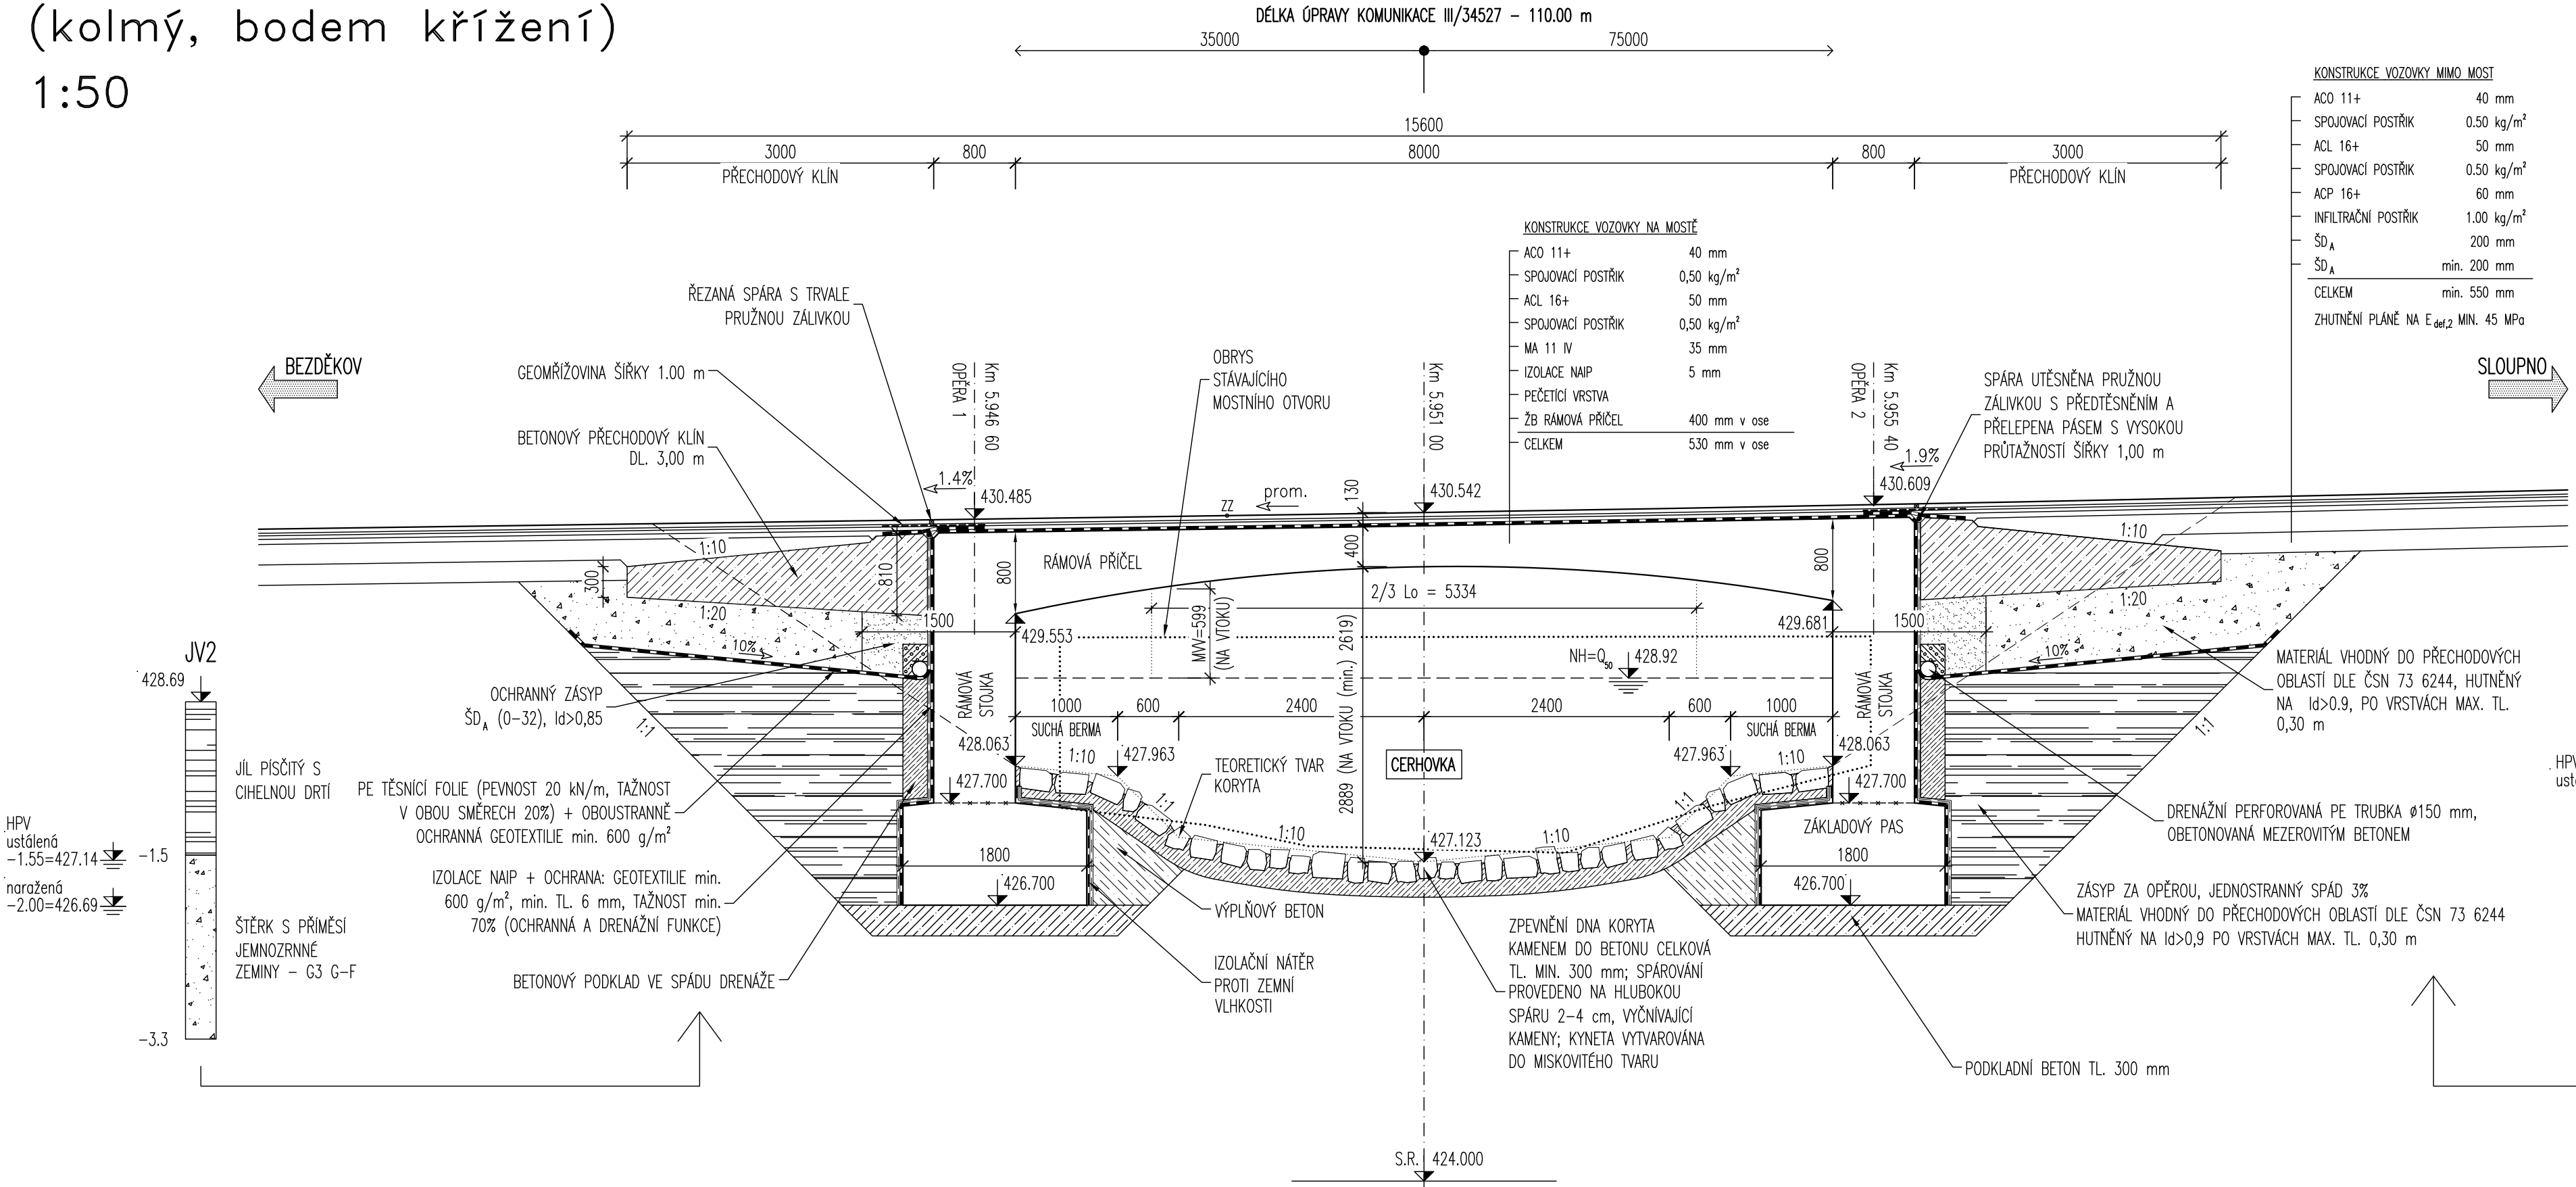 (kolmý, bodem křížení)
1:50
DÉLKA ÚPRAVY KOMUNIKACE III/34527 – 110.00 m
35000
75000
15600
3000
800
8000
800
3000
PŘECHODOVÝ KLÍN
PŘECHODOVÝ KLÍN
KONSTRUKCE VOZOVKY MIMO MOST
ACO 11+ 40 mm
SPOJOVACÍ POSTŘIK 0.50 kg/m²
ACL 16+ 50 mm
SPOJOVACÍ POSTŘIK 0.50 kg/m²
ACP 16+ 60 mm
INFILTRAČNÍ POSTŘIK 1.00 kg/m²
ŠDA 200 mm
ŠDA min. 200 mm
CELKEM min. 550 mm
ZHUTNĚNÍ PLÁNĚ NA Edef,2 MIN. 45 MPa
KONSTRUKCE VOZOVKY NA MOSTĚ
ACO 11+ 40 mm
SPOJOVACÍ POSTŘIK 0,50 kg/m²
ACL 16+ 50 mm
SPOJOVACÍ POSTŘIK 0,50 kg/m²
MA 11 IV 35 mm
IZOLACE NAIP 5 mm
PEČETÍCÍ VRSTVA
ŽB RÁMOVÁ PŘÍČEL 400 mm v ose
CELKEM 530 mm v ose
ŘEZANÁ SPÁRA S TRVALE
PRUŽNOU ZÁLIVKOU
BEZDĚKOV
GEOMŘÍŽOVINA ŠÍŘKY 1.00 m
BETONOVÝ PŘECHODOVÝ KLÍN
DL. 3,00 m
OPĚRA 1
Km 5.946 60
OBRYS
STÁVAJÍCÍHO
MOSTNÍHO OTVORU
Km 5.951 00
OPĚRA 2
Km 5.955 40
SPÁRA UTĚSNĚNA PRUŽNOU
ZÁLIVKOU S PŘEDTĚSNĚNÍM A
PŘELEPENA PÁSEM S VYSOKOU
PRŮTAŽNOSTÍ ŠÍŘKY 1,00 m
SLOUPNO
1.4%
430.485
ZZ
prom.
130
430.542
1.9%
430.609
1:10
300
810
800
RÁMOVÁ PŘÍČEL
400
800
1:10
2/3 Lo = 5334
1:20
1500
429.553
MVV=599
(NA VTOKU)
2889 (NA VTOKU (min.) 2619)
429.681
1500
1:20
10%
NH=Q50
428.92
10%
JV2
428.69
OCHRANNÝ ZÁSYP
ŠDA (0–32), Id>0,85
1:1
RÁMOVÁ
STOJKA
1000
600
2400
2400
600
1000
SUCHÁ BERMA
SUCHÁ BERMA
RÁMOVÁ
STOJKA
1:1
MATERIÁL VHODNÝ DO PŘECHODOVÝCH
OBLASTÍ DLE ČSN 73 6244, HUTNĚNÝ
NA Id>0.9, PO VRSTVÁCH MAX. TL.
0,30 m
428.063
1:10
427.963
427.963
1:10
428.063
427.700
427.700
CERHOVKA
TEORETICKÝ TVAR
KORYTA
1:1
1:1
1:10
1:10
427.123
JÍL PÍSČITÝ S
CIHELNOU DRTÍ
PE TĚSNÍCÍ FOLIE (PEVNOST 20 kN/m, TAŽNOST
V OBOU SMĚRECH 20%) + OBOUSTRANNĚ
OCHRANNÁ GEOTEXTILIE min. 600 g/m²
HPV
ustálená
-1.55=427.14
naražená
-2.00=426.69
-1.5
-3.3
HPV
DRENÁŽNÍ PERFOROVANÁ PE TRUBKA ø150 mm,
OBETONOVANÁ MEZEROVITÝM BETONEM
ZÁKLADOVÝ PAS
1800
1800
426.700
426.700
IZOLACE NAIP + OCHRANA: GEOTEXTILIE min.
600 g/m², min. TL. 6 mm, TAŽNOST min.
70% (OCHRANNÁ A DRENÁŽNÍ FUNKCE)
ŠTĚRK S PŘÍMĚSÍ
JEMNOZRNNÉ
ZEMINY – G3 G–F
BETONOVÝ PODKLAD VE SPÁDU DRENÁŽE
VÝPLŇOVÝ BETON
IZOLAČNÍ NÁTĚR
PROTI ZEMNÍ
VLHKOSTI
ZPEVNĚNÍ DNA KORYTA
KAMENEM DO BETONU CELKOVÁ
TL. MIN. 300 mm; SPÁROVÁNÍ
PROVEDENO NA HLUBOKOU
SPÁRU 2–4 cm, VYČNÍVAJÍCÍ
KAMENY; KYNETA VYTVAROVÁNA
DO MISKOVITÉHO TVARU
ZÁSYP ZA OPĚROU, JEDNOSTRANNÝ SPÁD 3%
MATERIÁL VHODNÝ DO PŘECHODOVÝCH OBLASTÍ DLE ČSN 73 6244
HUTNĚNÝ NA Id>0,9 PO VRSTVÁCH MAX. TL. 0,30 m
PODKLADNÍ BETON TL. 300 mm
S.R. 424.000